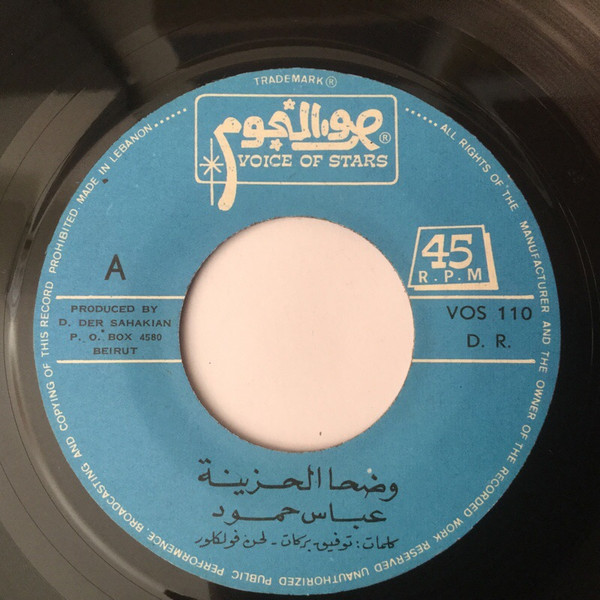 TRADEMARK ®
صوت النجوم ®
VOICE OF STARS
A
45
R.P.M
PRODUCED BY
D. DER SAHAKIAN
P. O. BOX 4580
BEIRUT
VOS 110
D. R.
وضحا الحزينة
عباس حمود
كلمات: توفيق بركات - لحن فولكلور
ALL RIGHTS OF THE MANUFACTURER AND THE OWNER OF THE RECORDED WORK RESERVED UNAUTHORIZED PUBLIC PERFORMENCE, BROADCASTING AND COPYING OF THIS RECORD PROHIBITED. MADE IN LEBANON